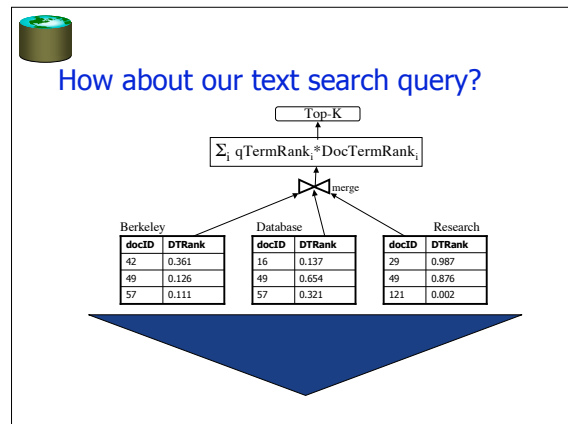 How about our text search query?
Top-K
Σi qTermRanki*DocTermRanki
merge
Berkeley
docID DTRank
42 0.361
49 0.126
57 0.111
Database
docID DTRank
16 0.137
49 0.654
57 0.321
Research
docID DTRank
29 0.987
49 0.876
121 0.002